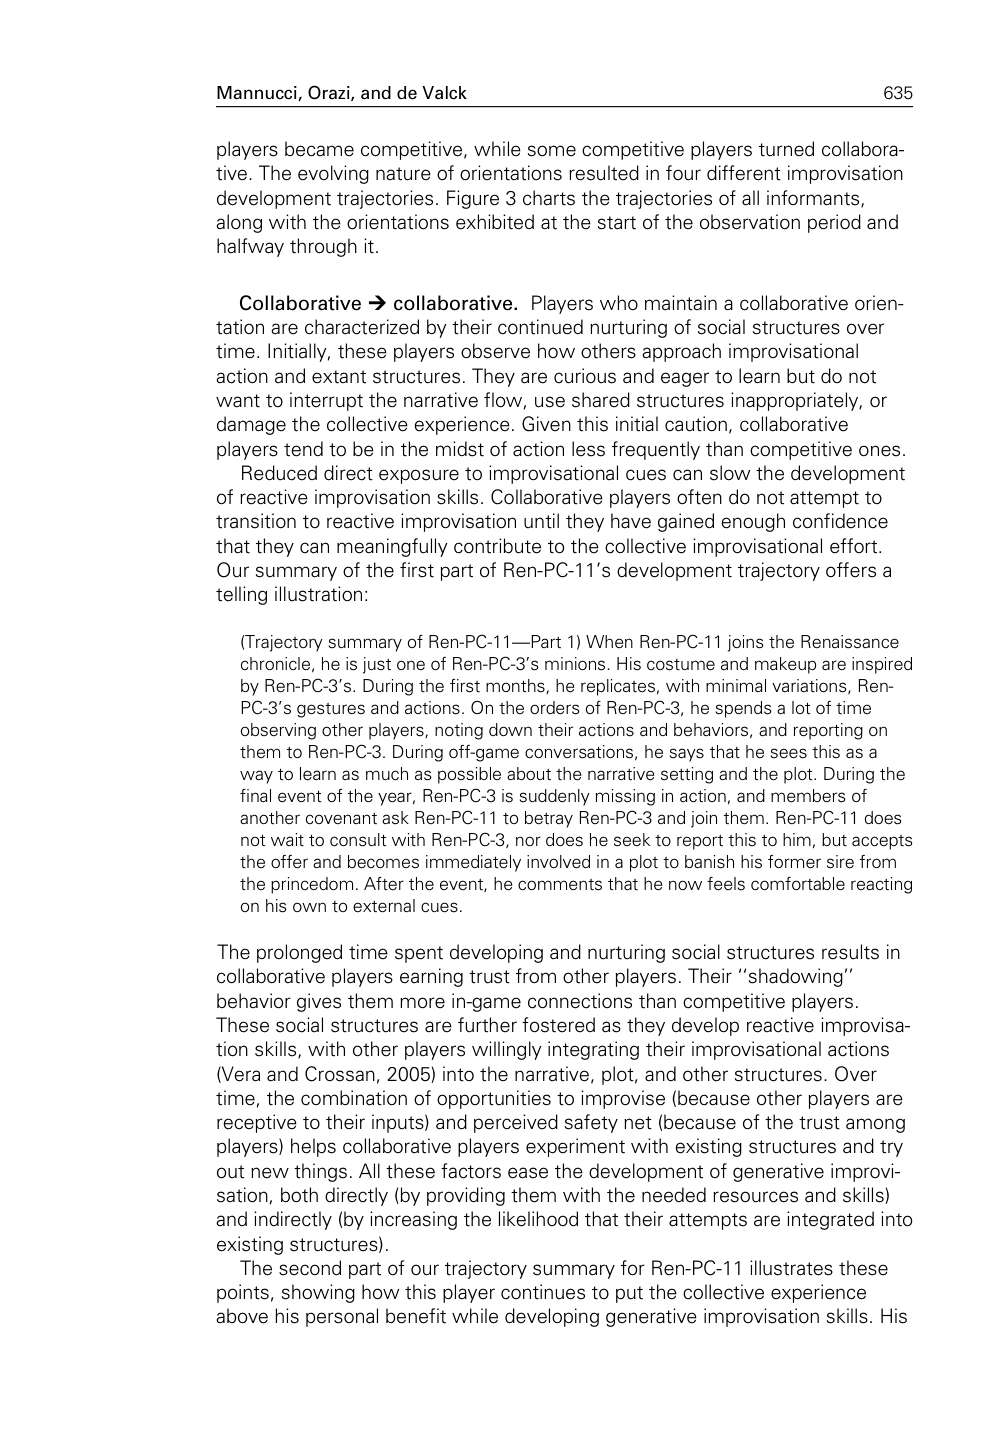 Mannucci, Orazi, and de Valck 635
players became competitive, while some competitive players turned collabora-
tive. The evolving nature of orientations resulted in four different improvisation
development trajectories. Figure 3 charts the trajectories of all informants,
along with the orientations exhibited at the start of the observation period and
halfway through it.
Collaborative → collaborative. Players who maintain a collaborative orien-
tation are characterized by their continued nurturing of social structures over
time. Initially, these players observe how others approach improvisational
action and extant structures. They are curious and eager to learn but do not
want to interrupt the narrative flow, use shared structures inappropriately, or
damage the collective experience. Given this initial caution, collaborative
players tend to be in the midst of action less frequently than competitive ones.
Reduced direct exposure to improvisational cues can slow the development
of reactive improvisation skills. Collaborative players often do not attempt to
transition to reactive improvisation until they have gained enough confidence
that they can meaningfully contribute to the collective improvisational effort.
Our summary of the first part of Ren-PC-11's development trajectory offers a
telling illustration:
(Trajectory summary of Ren-PC-11—Part 1) When Ren-PC-11 joins the Renaissance
chronicle, he is just one of Ren-PC-3's minions. His costume and makeup are inspired
by Ren-PC-3's. During the first months, he replicates, with minimal variations, Ren-
PC-3's gestures and actions. On the orders of Ren-PC-3, he spends a lot of time
observing other players, noting down their actions and behaviors, and reporting on
them to Ren-PC-3. During off-game conversations, he says that he sees this as a
way to learn as much as possible about the narrative setting and the plot. During the
final event of the year, Ren-PC-3 is suddenly missing in action, and members of
another covenant ask Ren-PC-11 to betray Ren-PC-3 and join them. Ren-PC-11 does
not wait to consult with Ren-PC-3, nor does he seek to report this to him, but accepts
the offer and becomes immediately involved in a plot to banish his former sire from
the princedom. After the event, he comments that he now feels comfortable reacting
on his own to external cues.
The prolonged time spent developing and nurturing social structures results in
collaborative players earning trust from other players. Their ''shadowing''
behavior gives them more in-game connections than competitive players.
These social structures are further fostered as they develop reactive improvisa-
tion skills, with other players willingly integrating their improvisational actions
(Vera and Crossan, 2005) into the narrative, plot, and other structures. Over
time, the combination of opportunities to improvise (because other players are
receptive to their inputs) and perceived safety net (because of the trust among
players) helps collaborative players experiment with existing structures and try
out new things. All these factors ease the development of generative improvi-
sation, both directly (by providing them with the needed resources and skills)
and indirectly (by increasing the likelihood that their attempts are integrated into
existing structures).
The second part of our trajectory summary for Ren-PC-11 illustrates these
points, showing how this player continues to put the collective experience
above his personal benefit while developing generative improvisation skills. His